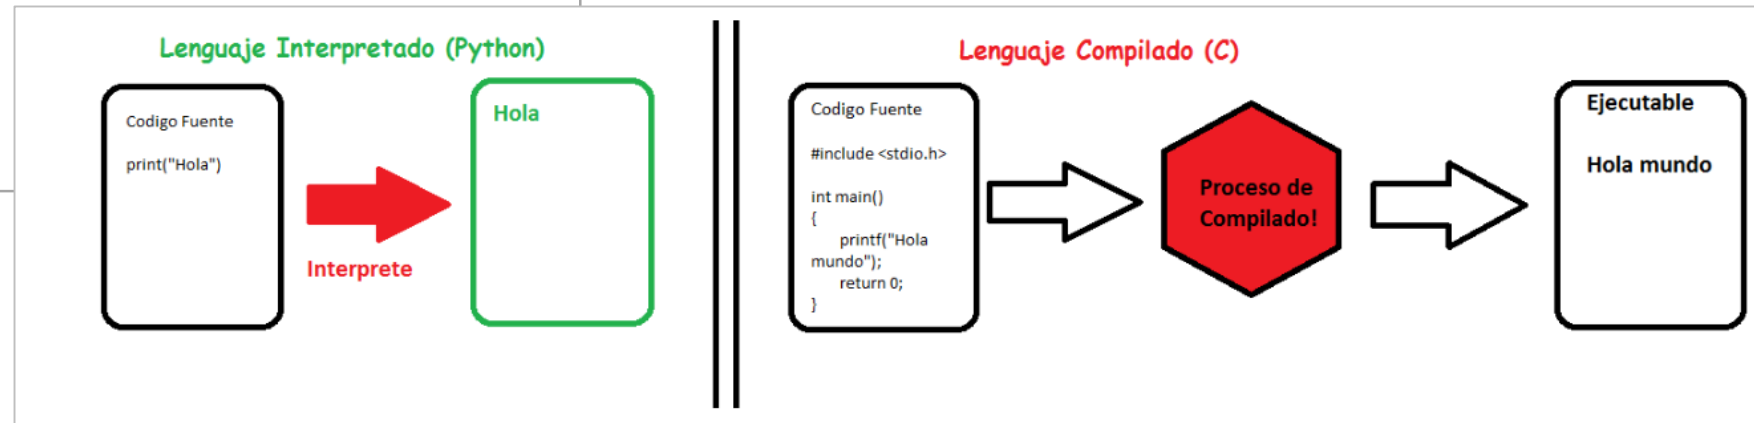 Lenguaje Interpretado (Python)
Codigo Fuente
print("Hola")
Interprete
Hola
Lenguaje Compilado (C)
Codigo Fuente
#include <stdio.h>
int main()
{
printf("Hola
mundo");
return 0;
}
Proceso de
Compilado!
Ejecutable
Hola mundo